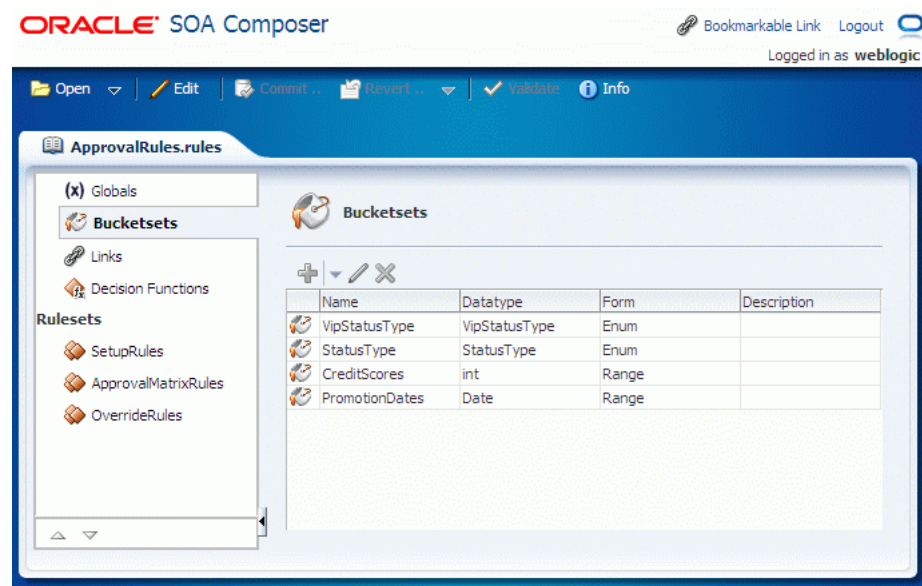 ORACLE SOA Composer
Bookmarkable Link Logout
Logged in as weblogic
Open Edit Commit .. Revert .. Validate Info
ApprovalRules.rules
(x) Globals
Bucketsets
Links
Decision Functions
Rulesets
SetupRules
ApprovalMatrixRules
OverrideRules
Bucketsets
Name Datatype Form Description
VipStatusType VipStatusType Enum
StatusType StatusType Enum
CreditScores int Range
PromotionDates Date Range